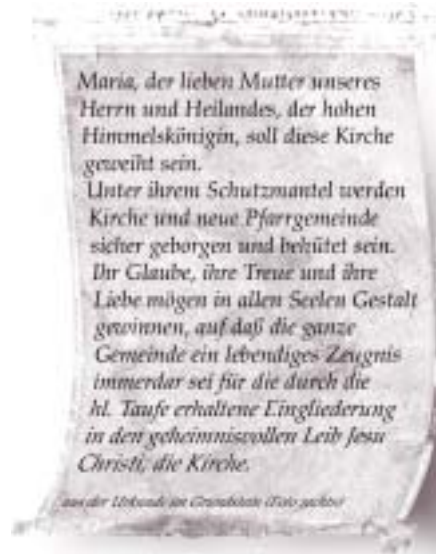 Maria, der lieben Mutter unseres
Herrn und Heilandes, der hohen
Himmelskönigin, soll diese Kirche
geweiht sein.
Unter ihrem Schutzmantel werden
Kirche und neue Pfarrgemeinde
sicher geborgen und behütet sein.
Ihr Glaube, ihre Treue und ihre
Liebe mögen in allen Seelen Gestalt
gewinnen, auf daß die ganze
Gemeinde ein lebendiges Zeugnis
immerdar sei für die durch die
hl. Taufe erhaltene Eingliederung
in den geheimnisvollen Leib Jesu
Christi, die Kirche.
aus der Urkunde im Grundstein (Foto rechts)